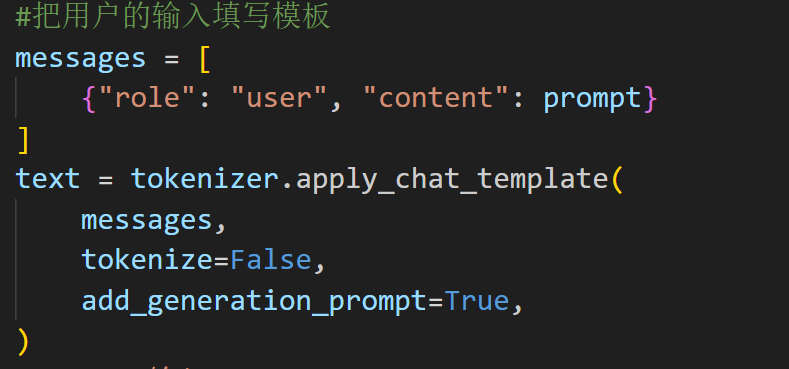 #把用户的输入填写模板
messages = [
    {"role": "user", "content": prompt}
]
text = tokenizer.apply_chat_template(
    messages,
    tokenize=False,
    add_generation_prompt=True,
)